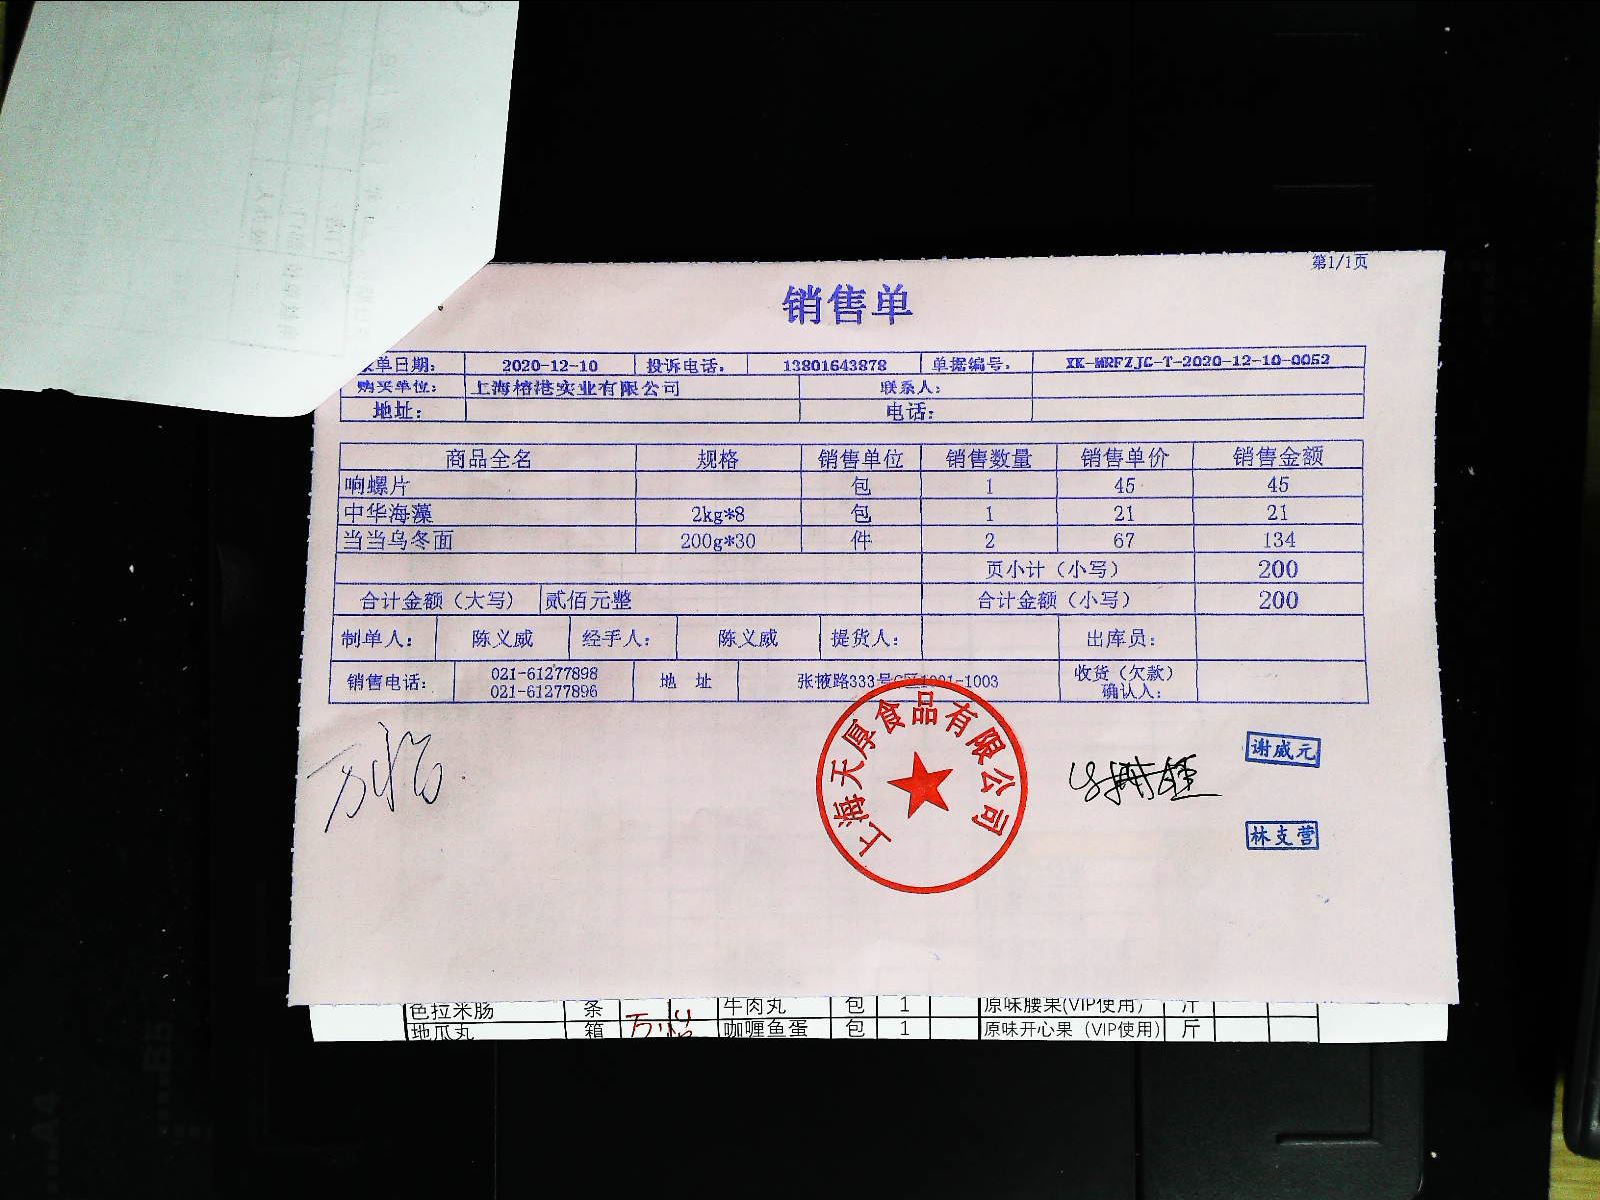 第1/1页
销售单
单日期： 2020-12-10 投诉电话： 13801643878 单据编号： XK-MRFZJC-T-2020-12-10-0052
购买单位： 上海榕港实业有限公司 联系人：
地址： 电话：
商品全名 规格 销售单位 销售数量 销售单价 销售金额
响螺片 包 1 45 45
中华海藻 2kg*8 包 1 21 21
当当乌冬面 200g*30 件 2 67 134
页小计（小写） 200
合计金额（大写） 贰佰元整 合计金额（小写） 200
制单人： 陈义威 经手人： 陈义威 提货人： 出库员：
销售电话： 021-61277898 021-61277896 地 址 张掖路333号C区1001-1003 收货（欠款）确认人：
上海天厚食品有限公司
谢威元
林支营
色拉米肠 条 牛肉丸 包 1 原味腰果(VIP使用) 斤
地瓜丸 箱 咖喱鱼蛋 包 1 原味开心果（VIP使用） 斤